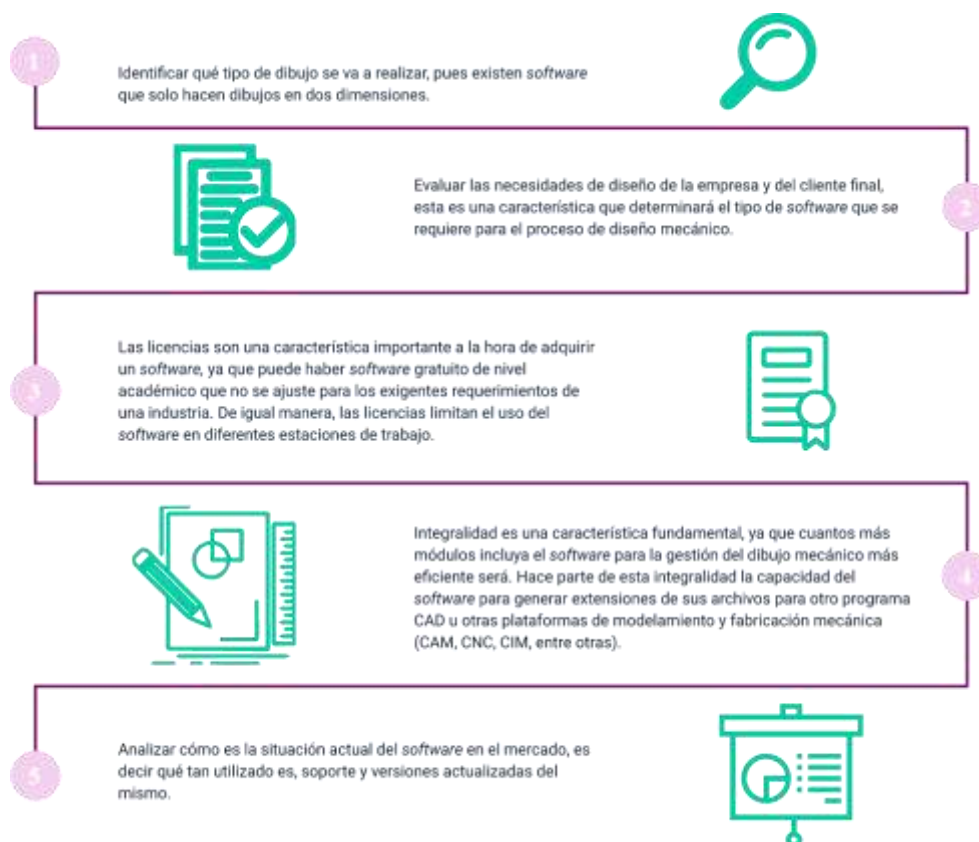 1
Identificar qué tipo de dibujo se va a realizar, pues existen software
que solo hacen dibujos en dos dimensiones.
2
Evaluar las necesidades de diseño de la empresa y del cliente final,
esta es una característica que determinará el tipo de software que se
requiere para el proceso de diseño mecánico.
3
Las licencias son una característica importante a la hora de adquirir
un software, ya que puede haber software gratuito de nivel
académico que no se ajuste para los exigentes requerimientos de
una industria. De igual manera, las licencias limitan el uso del
software en diferentes estaciones de trabajo.
4
Integralidad es una característica fundamental, ya que cuantos más
módulos incluya el software para la gestión del dibujo mecánico más
eficiente será. Hace parte de esta integralidad la capacidad del
software para generar extensiones de sus archivos para otro programa
CAD u otras plataformas de modelamiento y fabricación mecánica
(CAM, CNC, CIM, entre otras).
5
Analizar cómo es la situación actual del software en el mercado, es
decir qué tan utilizado es, soporte y versiones actualizadas del
mismo.